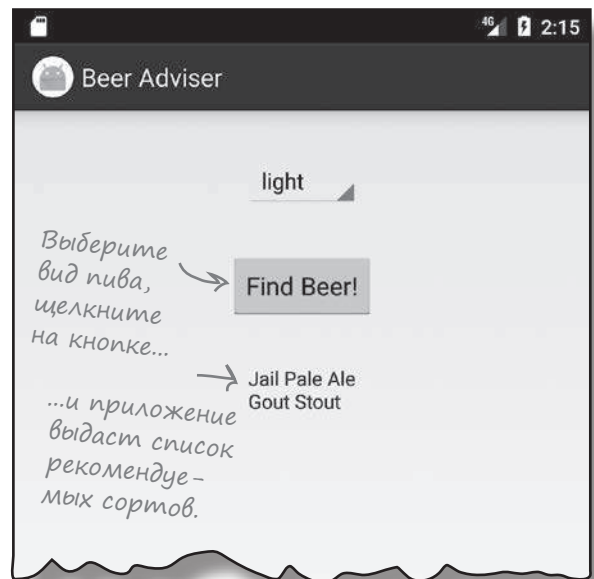 4G 2:15
Beer Adviser
light
Выберите
вид пива,
щелкните
на кнопке...
Find Beer!
Jail Pale Ale
Gout Stout
...и приложение
выдаст список
рекомендуе-
мых сортов.